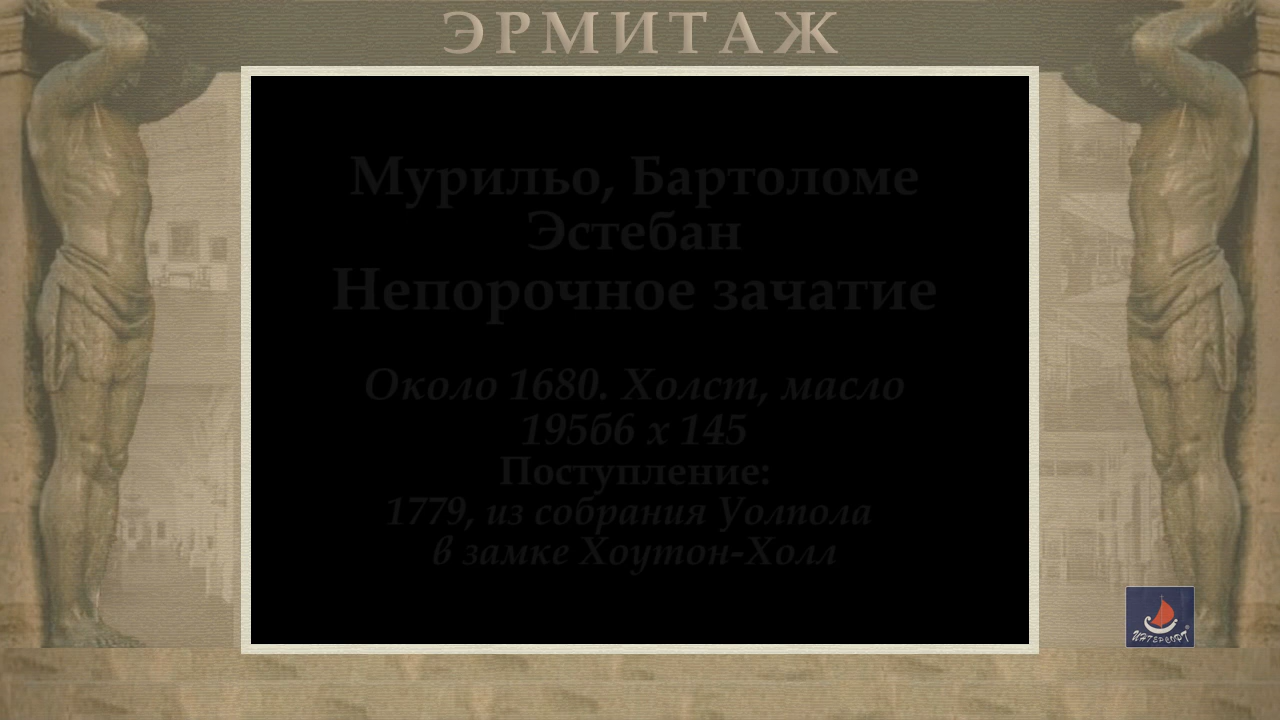 ЭРМИТАЖ
Мурильо, Бартоломе
Эстебан
Непорочное зачатие
Около 1680. Холст, масло
195б6 х 145
Поступление:
1779, из собрания Уолпола
в замке Хоутон-Холл
ИНТЕРСОФТ